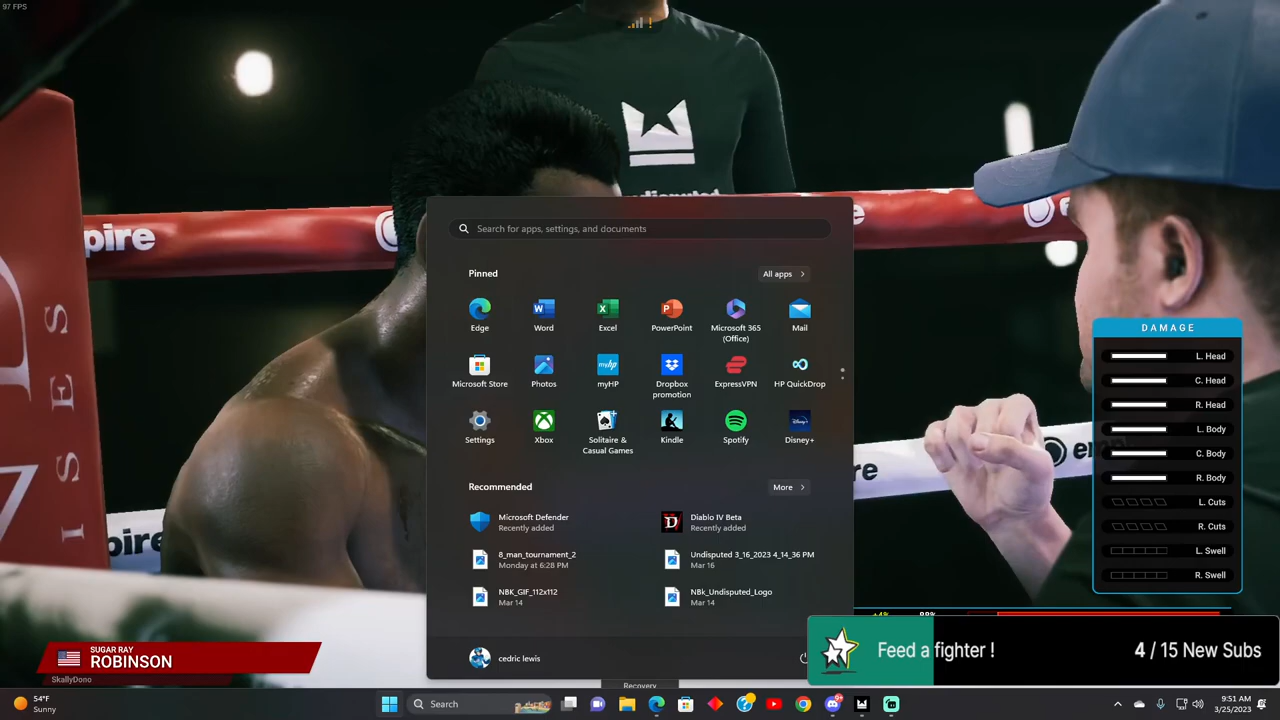 97 FPS
empire
Search for apps, settings, and documents
Pinned
All apps
Edge
Word
Excel
PowerPoint
Microsoft 365
(Office)
Mail
Microsoft Store
Photos
myHP
Dropbox
promotion
ExpressVPN
HP QuickDrop
Settings
Xbox
Solitaire &
Casual Games
Kindle
Spotify
Disney+
Recommended
More
Microsoft Defender
Recently added
Diablo IV Beta
Recently added
8_man_tournament_2
Monday at 6:28 PM
Undisputed 3_16_2023 4_14_36 PM
Mar 16
NBK_GIF_112x112
Mar 14
NBk_Undisputed_Logo
Mar 14
cedric lewis
DAMAGE
L. Head
C. Head
R. Head
L. Body
C. Body
R. Body
L. Cuts
R. Cuts
L. Swell
R. Swell
Feed a fighter !
4 / 15 New Subs
SUGAR RAY
ROBINSON
SkallyDono
Recovery
54°F
Sunny
Search
9:51 AM
3/25/2023